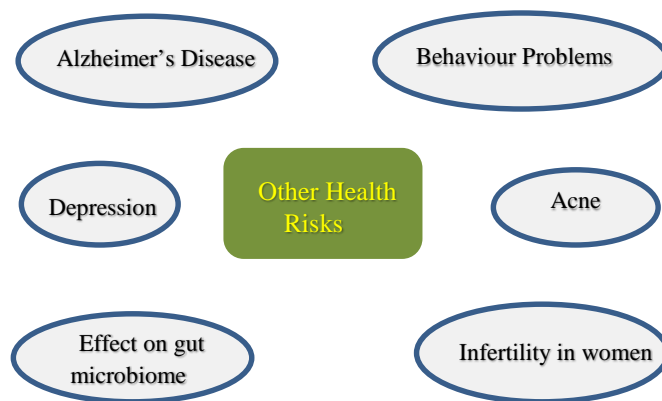 Alzheimer’s Disease
Behaviour Problems
Depression
Other Health
Risks
Acne
Effect on gut
microbiome
Infertility in women